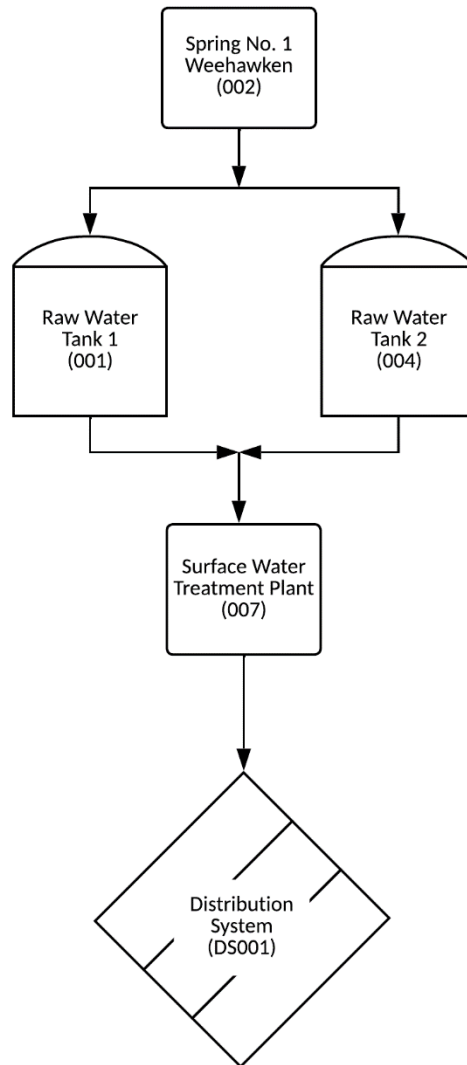 Spring No. 1
Weehawken
(002)
Raw Water
Tank 1
(001)
Raw Water
Tank 2
(004)
Surface Water
Treatment Plant
(007)
Distribution
System
(DS001)